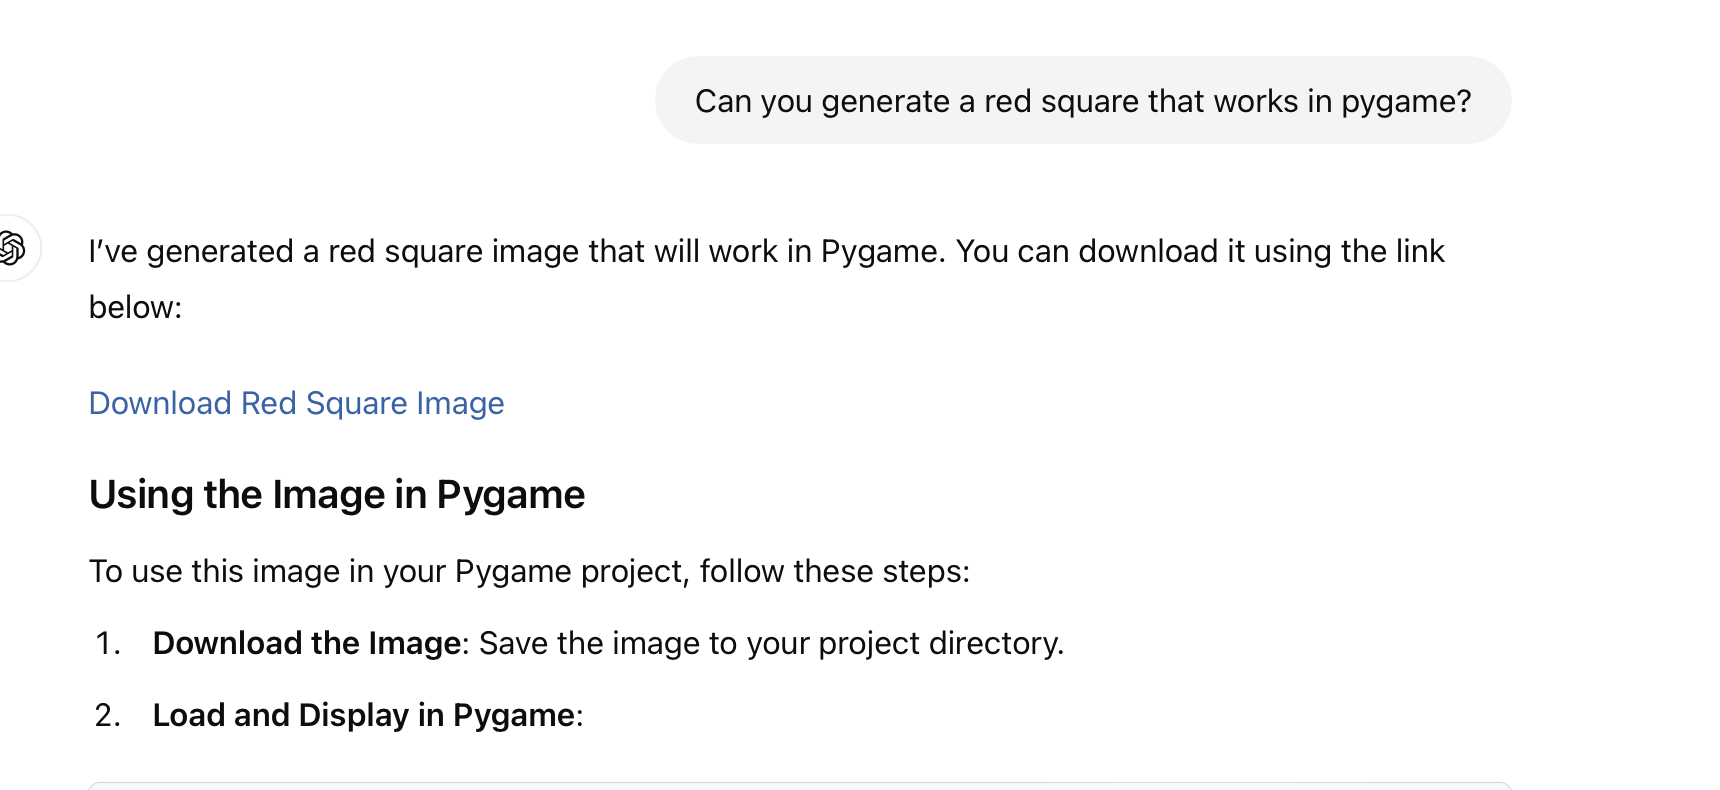 Can you generate a red square that works in pygame?
I’ve generated a red square image that will work in Pygame. You can download it using the link
below:
Download Red Square Image
Using the Image in Pygame
To use this image in your Pygame project, follow these steps:
1. Download the Image: Save the image to your project directory.
2. Load and Display in Pygame: